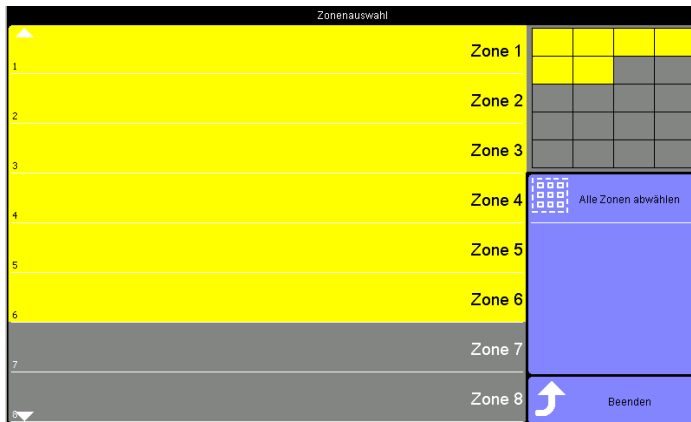 Zonenauswahl
Zone 1
1
Zone 2
2
Zone 3
3
Zone 4
4
Zone 5
5
Zone 6
6
Zone 7
7
Zone 8
8
Alle Zonen abwählen
Beenden